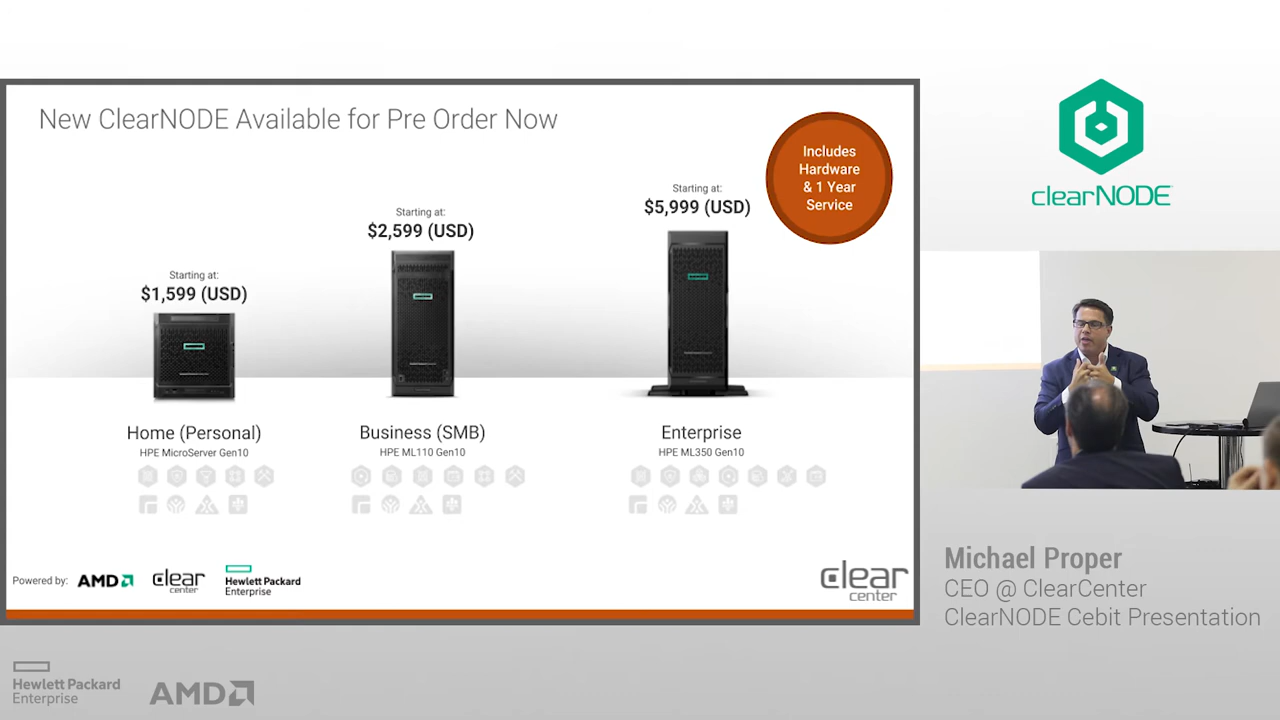 New ClearNODE Available for Pre Order Now
Includes
Hardware
& 1 Year
Service
Starting at:
$1,599 (USD)
Starting at:
$2,599 (USD)
Starting at:
$5,999 (USD)
Home (Personal)
HPE MicroServer Gen10
Business (SMB)
HPE ML110 Gen10
Enterprise
HPE ML350 Gen10
Powered by:
AMD
clear
center
Hewlett Packard
Enterprise
clear
center
clearNODE
Michael Proper
CEO @ ClearCenter
ClearNODE Cebit Presentation
Hewlett Packard
Enterprise
AMD